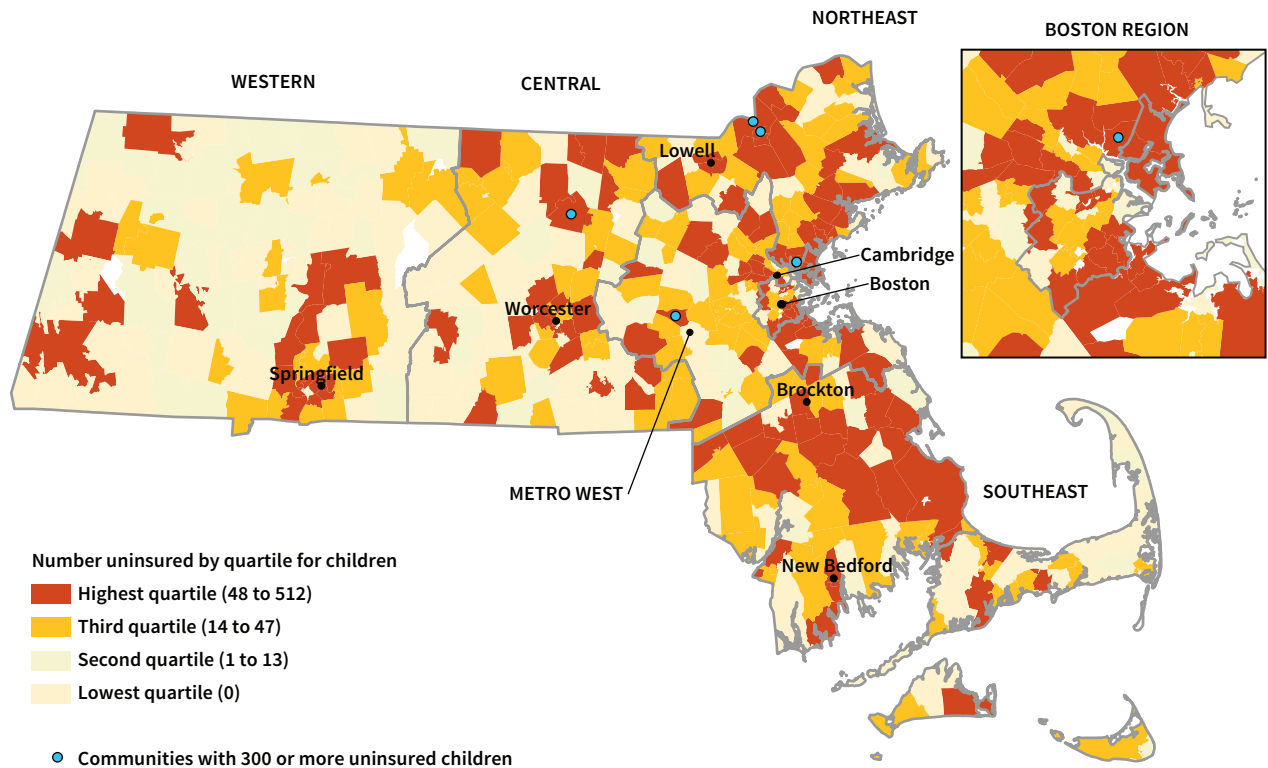 NORTHEAST
BOSTON REGION
WESTERN
CENTRAL
Lowell
Cambridge
Boston
Worcester
Springfield
Brockton
METRO WEST
SOUTHEAST
New Bedford
Number uninsured by quartile for children
Highest quartile (48 to 512)
Third quartile (14 to 47)
Second quartile (1 to 13)
Lowest quartile (0)
Communities with 300 or more uninsured children